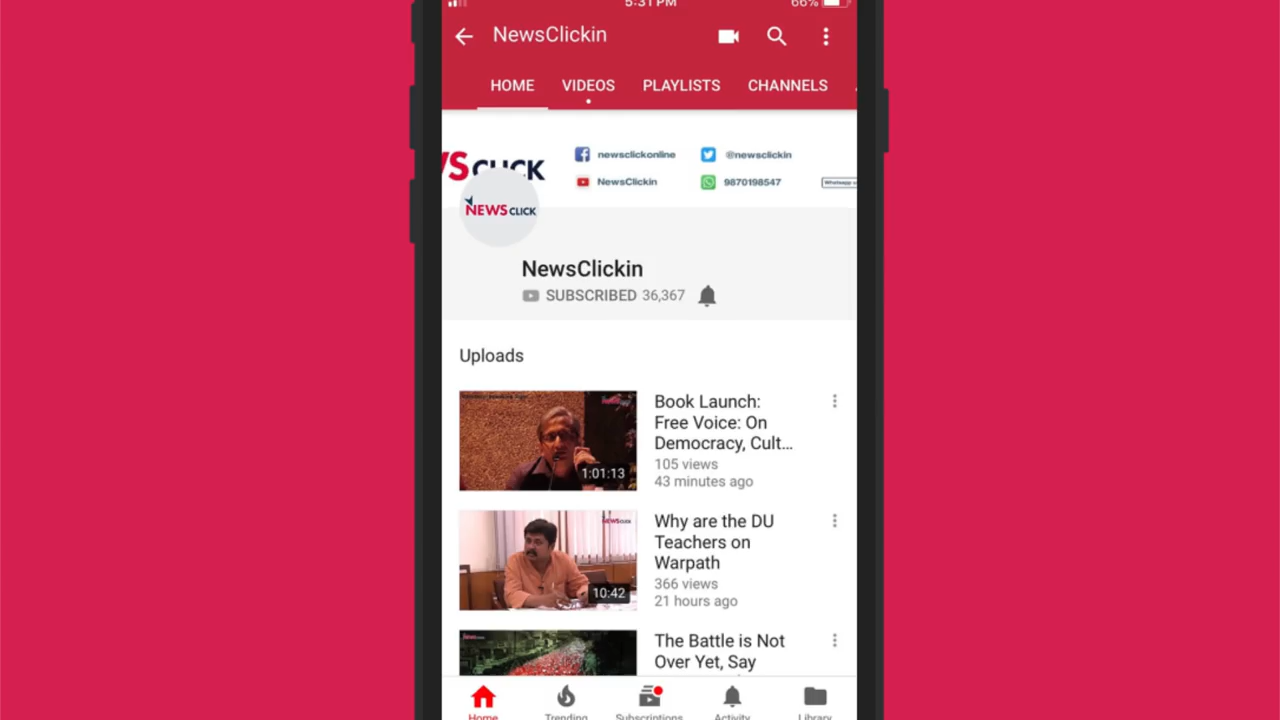 5:31 PM
66%
NewsClickin
HOME VIDEOS PLAYLISTS CHANNELS
WS CLICK
newsclickonline
@newsclickin
NewsClickin
9870198547
Whatsapp
NEWS CLICK
NewsClickin
SUBSCRIBED 36,367
Uploads
Book Launch:
Free Voice: On
Democracy, Cult...
105 views
43 minutes ago
1:01:13
NEWS CLICK
Why are the DU
Teachers on
Warpath
366 views
21 hours ago
10:42
The Battle is Not
Over Yet, Say
Home Trending Subscriptions Activity Library